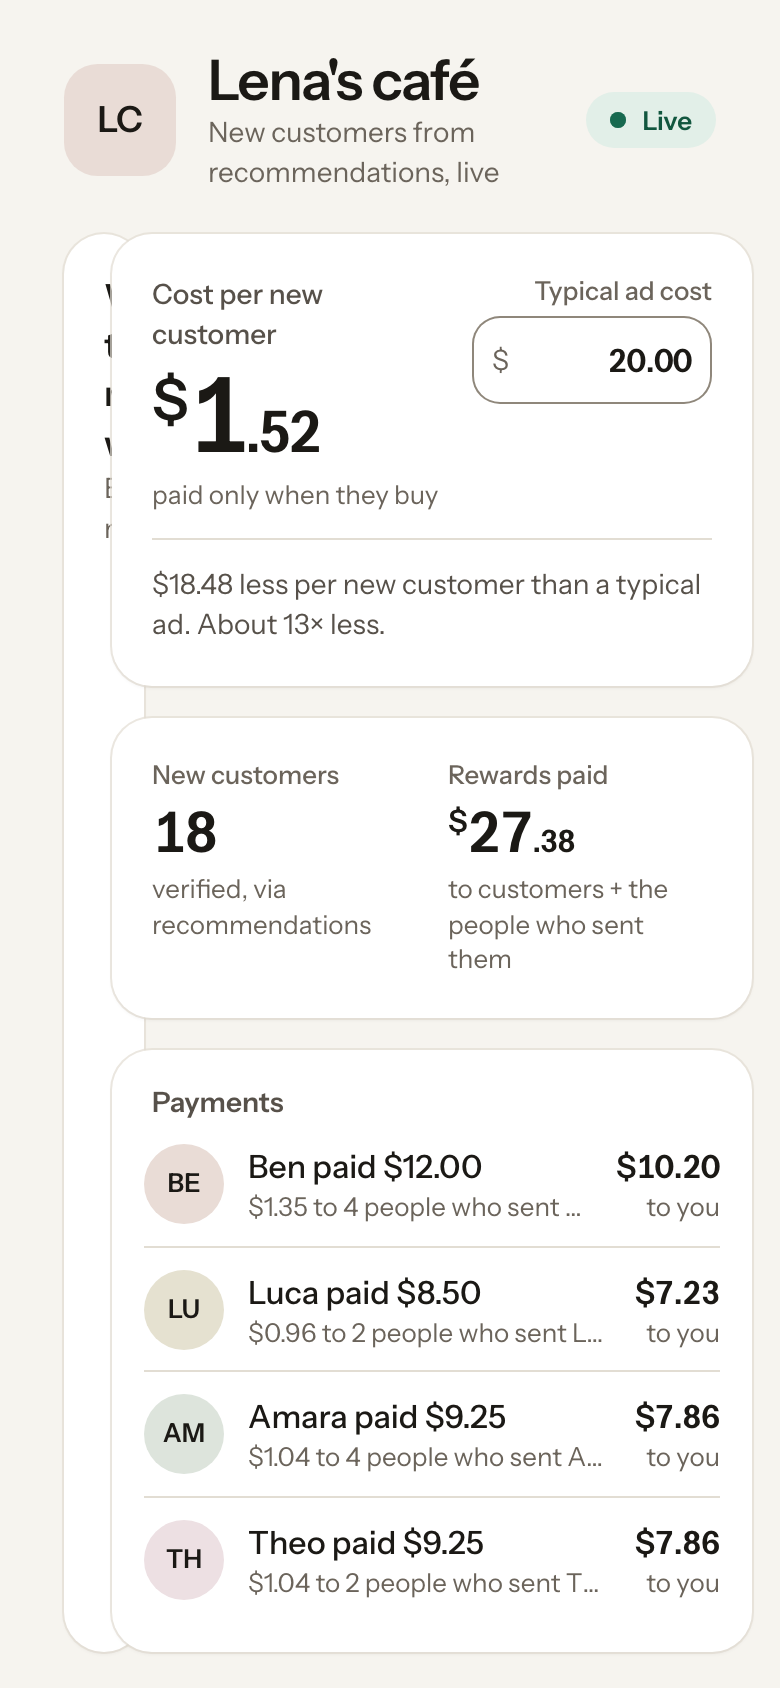 LC
Lena's café
New customers from
recommendations, live
Live
Cost per new
customer
$1.52
paid only when they buy
Typical ad cost
$ 20.00
$18.48 less per new customer than a typical
ad. About 13× less.
New customers
18
verified, via
recommendations
Rewards paid
$27.38
to customers + the
people who sent
them
Payments
BE
Ben paid $12.00
$10.20
$1.35 to 4 people who sent ...
to you
LU
Luca paid $8.50
$7.23
$0.96 to 2 people who sent L...
to you
AM
Amara paid $9.25
$7.86
$1.04 to 4 people who sent A...
to you
TH
Theo paid $9.25
$7.86
$1.04 to 2 people who sent T...
to you